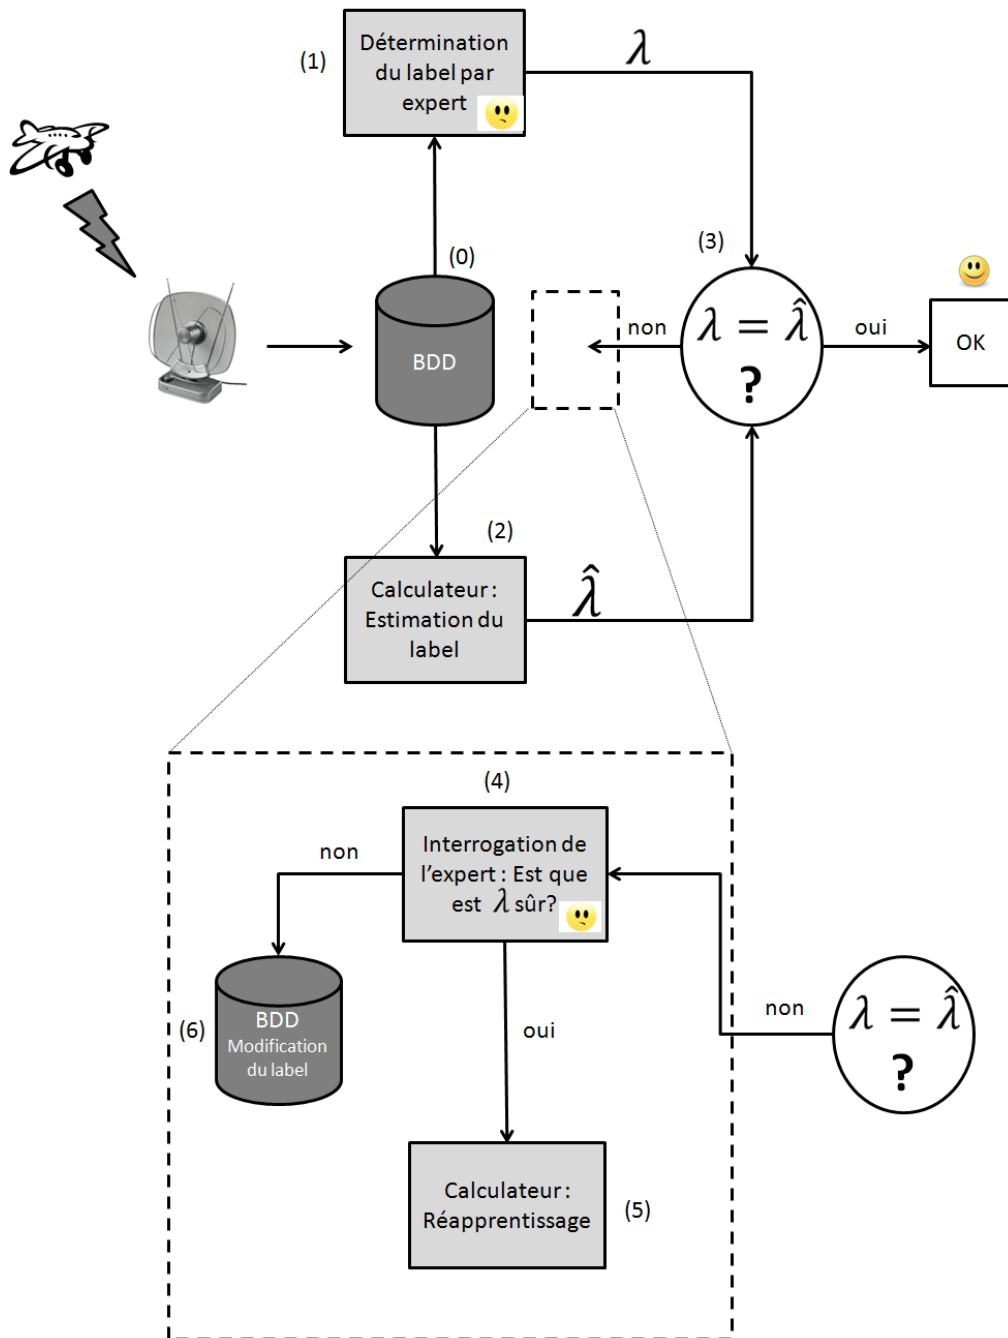 (1)
Détermination
du label par
expert
λ
(0)
BDD
(3)
λ = λ̂
?
non
oui
OK
(2)
Calculateur :
Estimation du
label
λ̂
(4)
Interrogation de
l’expert : Est que
est λ sûr?
non
oui
(6)
BDD
Modification
du label
non
λ = λ̂
?
Calculateur :
Réapprentissage
(5)